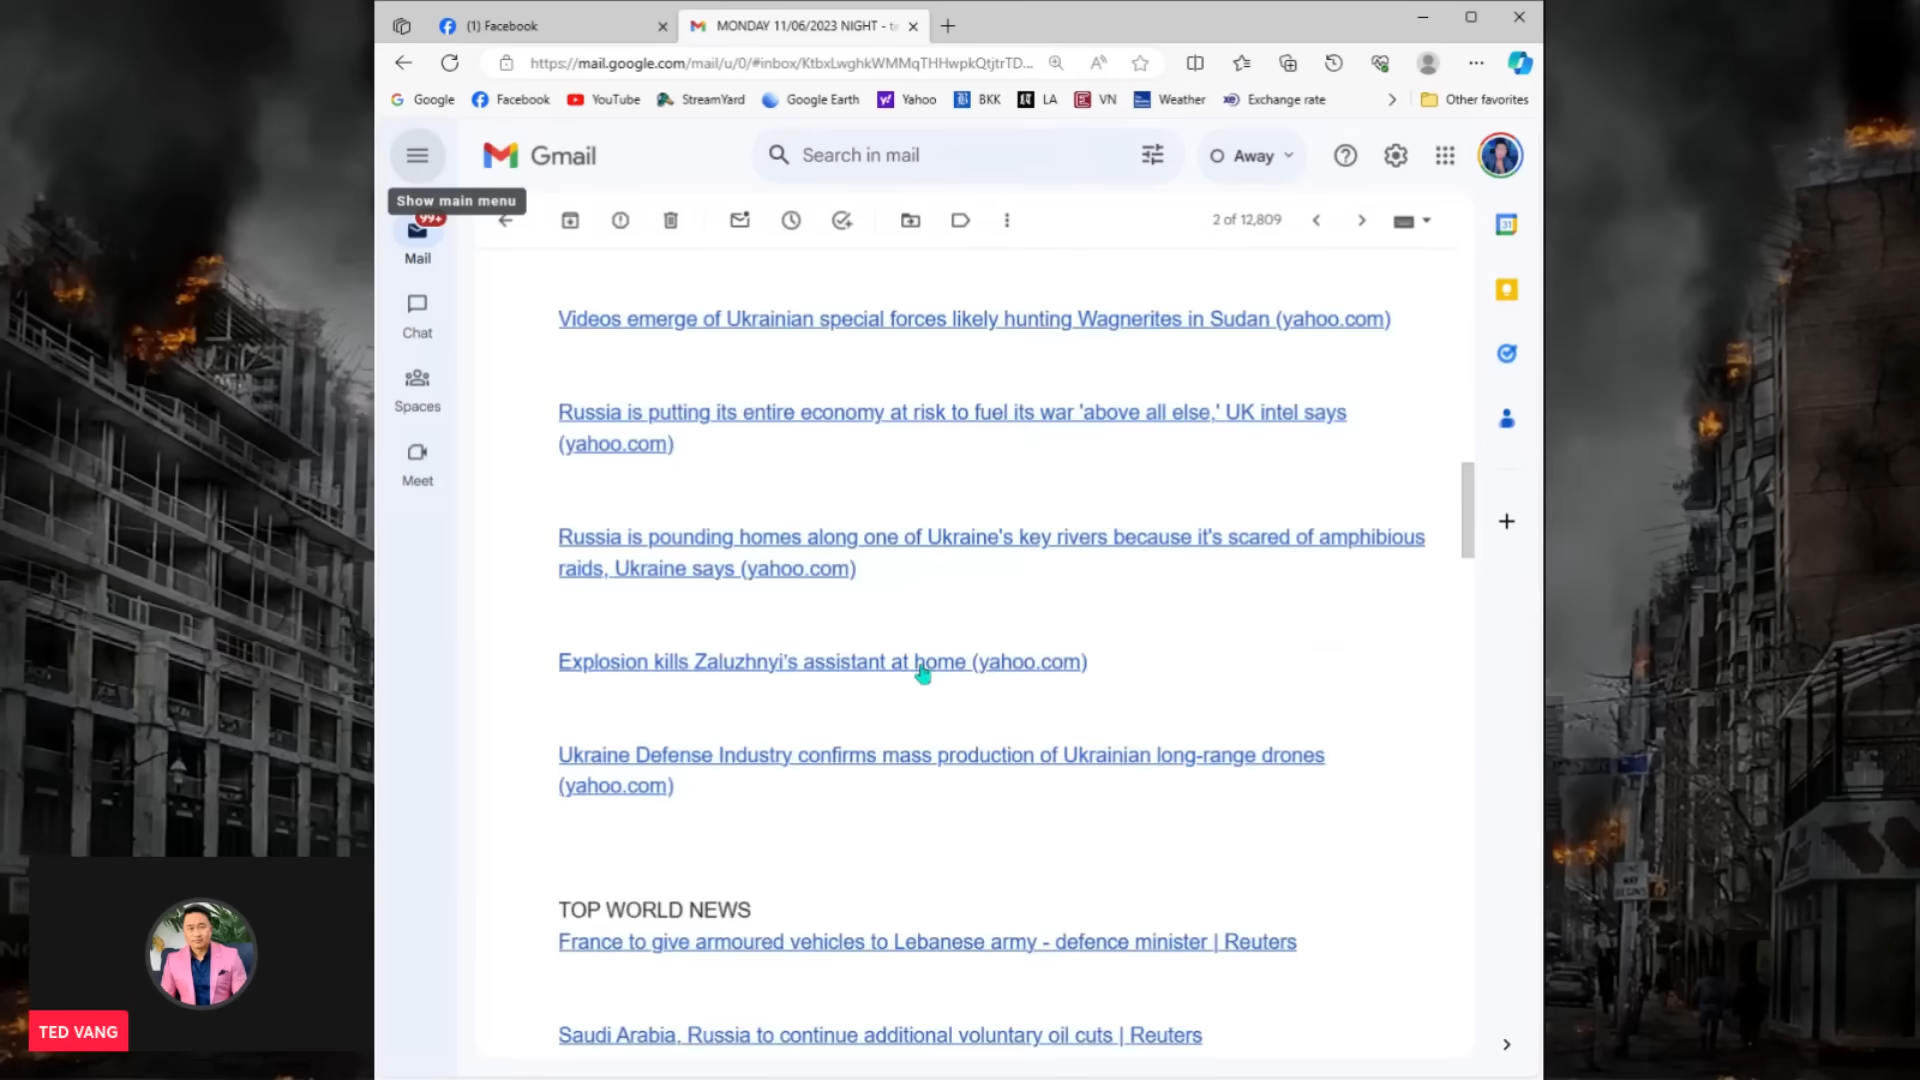 (1) Facebook
MONDAY 11/06/2023 NIGHT - t
https://mail.google.com/mail/u/0/#inbox/KtbxLwghkWMMqTHHwpkQtjtrTD...
Google
Facebook
YouTube
StreamYard
Google Earth
Yahoo
BKK
LA
VN
Weather
Exchange rate
Other favorites
Gmail
Search in mail
Away
Show main menu
99+
2 of 12,809
Mail
Chat
Spaces
Meet
31
Videos emerge of Ukrainian special forces likely hunting Wagnerites in Sudan (yahoo.com)
Russia is putting its entire economy at risk to fuel its war 'above all else,' UK intel says
(yahoo.com)
Russia is pounding homes along one of Ukraine's key rivers because it's scared of amphibious
raids, Ukraine says (yahoo.com)
Explosion kills Zaluzhnyi's assistant at home (yahoo.com)
Ukraine Defense Industry confirms mass production of Ukrainian long-range drones
(yahoo.com)
TOP WORLD NEWS
France to give armoured vehicles to Lebanese army - defence minister | Reuters
Saudi Arabia, Russia to continue additional voluntary oil cuts | Reuters
TED VANG